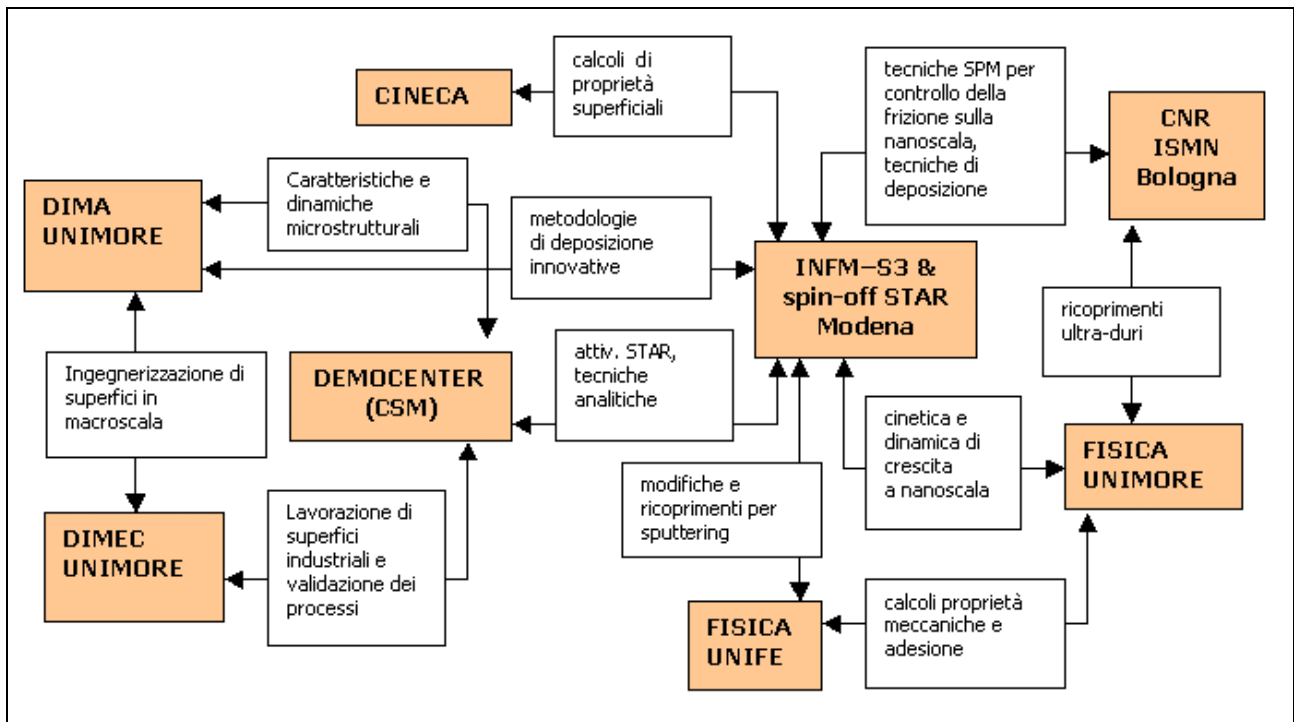 calcoli di
proprietà
superficiali
CINECA
tecniche SPM per
controllo della
frizione sulla
nanoscala,
tecniche di
deposizione
CNR
ISMN
Bologna
Caratteristiche e
dinamiche
microstrutturali
DIMA
UNIMORE
metodologie
di deposizione
innovative
INFM–S3 &
spin-off STAR
Modena
ricoprimenti
ultra-duri
Ingegnerizzazione di
superfici in
macroscala
DEMOCENTER
(CSM)
attiv. STAR,
tecniche
analitiche
cinetica e
dinamica di
crescita
a nanoscala
FISICA
UNIMORE
modifiche e
ricoprimenti per
sputtering
DIMEC
UNIMORE
Lavorazione di
superfici
industriali e
validazione dei
processi
FISICA
UNIFE
calcoli proprietà
meccaniche e
adesione